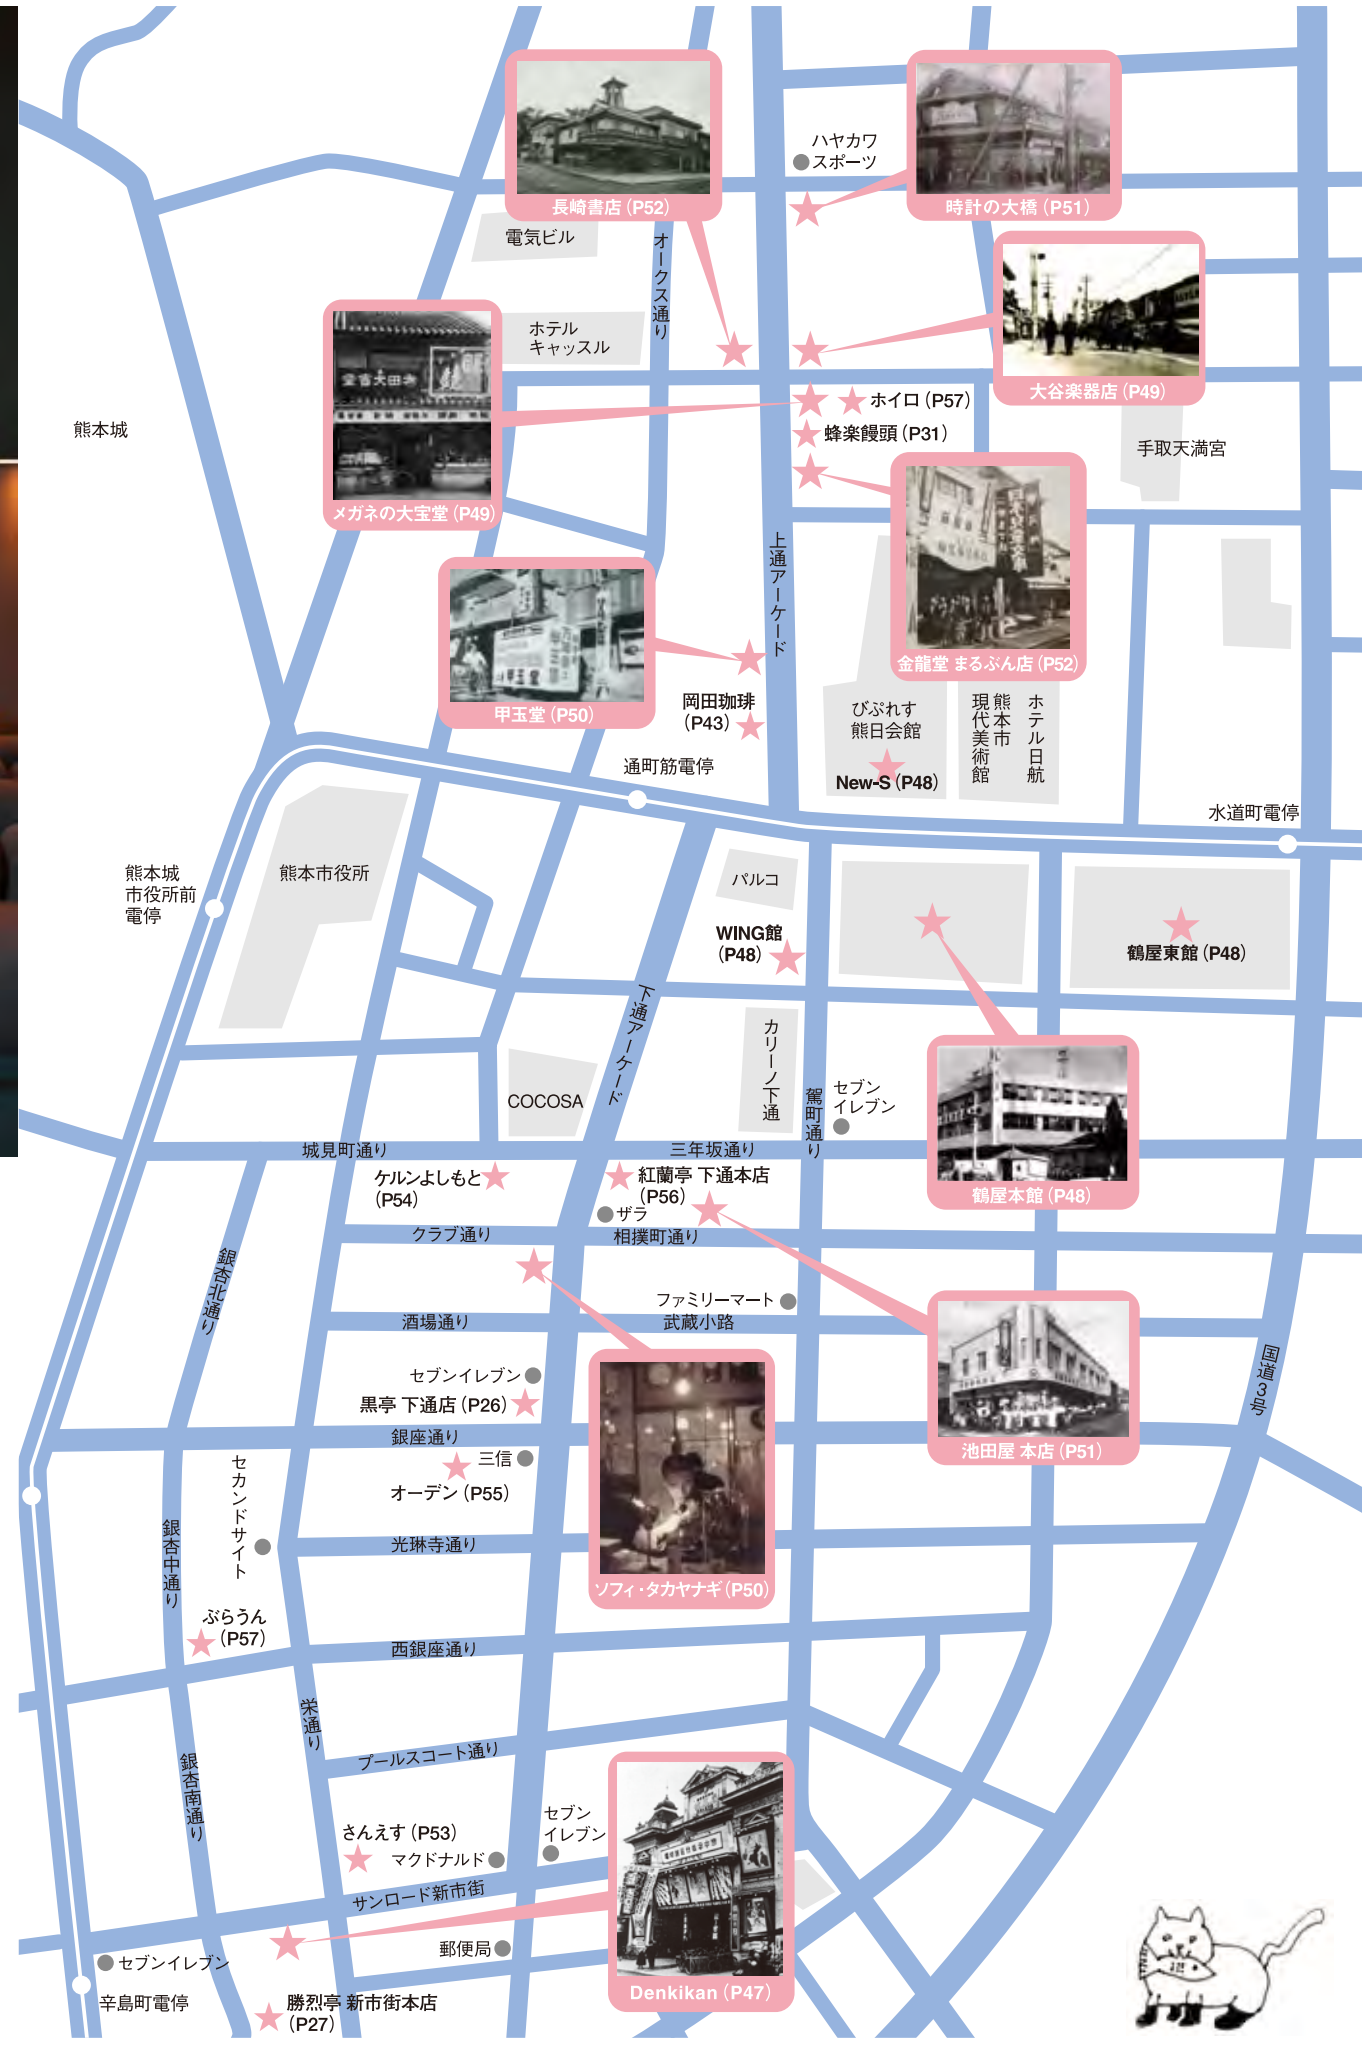 ハヤカワ
スポーツ
長崎書店（P52）
時計の大橋（P51）
電気ビル
オークス通り
ホテル
キャッスル
大谷楽器店（P49）
ホイロ（P57）
蜂楽饅頭（P31）
熊本城
手取天満宮
メガネの大宝堂（P49）
上通アーケード
金龍堂 まるぶん店（P52）
甲玉堂（P50）
岡田珈琲
（P43）
びぷれす
熊日会館
New-S（P48）
熊本市
現代美術館
ホテル日航
通町筋電停
水道町電停
熊本城
市役所前
電停
熊本市役所
パルコ
WING館
（P48）
鶴屋東館（P48）
下通アーケード
カリーノ下通
COCOSA
駕町通り
セブン
イレブン
鶴屋本館（P48）
城見町通り
三年坂通り
ケルンよしもと
（P54）
紅蘭亭 下通本店
（P56）
ザラ
クラブ通り
相撲町通り
銀杏北通り
ファミリーマート
酒場通り
武蔵小路
国道3号
セブンイレブン
黒亭 下通店（P26）
銀座通り
池田屋 本店（P51）
セカンドサイト
三信
オーデン（P55）
光琳寺通り
銀杏中通り
ソフィ・タカヤナギ（P50）
ぶらうん
（P57）
西銀座通り
栄通り
プールスコート通り
銀杏南通り
さんえす（P53）
セブン
イレブン
マクドナルド
サンロード新市街
郵便局
セブンイレブン
辛島町電停
Denkikan（P47）
勝烈亭 新市街本店
（P27）